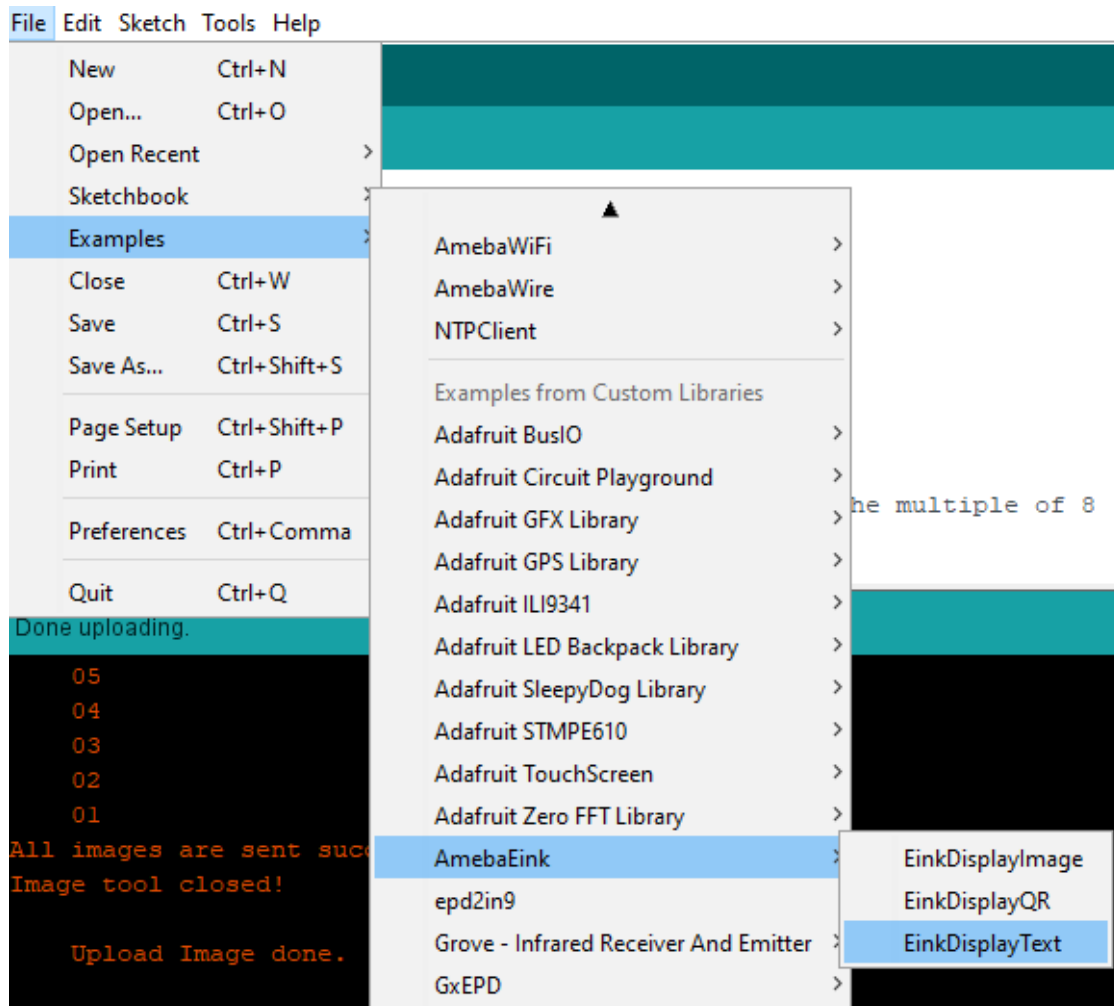 File Edit Sketch Tools Help
New Ctrl+N
Open... Ctrl+O
Open Recent
Sketchbook
Examples
Close Ctrl+W
Save Ctrl+S
Save As... Ctrl+Shift+S
Page Setup Ctrl+Shift+P
Print Ctrl+P
Preferences Ctrl+Comma
Quit Ctrl+Q
AmebaWiFi
AmebaWire
NTPClient
Examples from Custom Libraries
Adafruit BusIO
Adafruit Circuit Playground
Adafruit GFX Library
Adafruit GPS Library
Adafruit ILI9341
Adafruit LED Backpack Library
Adafruit SleepyDog Library
Adafruit STMPE610
Adafruit TouchScreen
Adafruit Zero FFT Library
AmebaEink
epd2in9
Grove - Infrared Receiver And Emitter
GxEPD
EinkDisplayImage
EinkDisplayQR
EinkDisplayText
he multiple of 8
Done uploading.
05
04
03
02
01
All images are sent succ
Image tool closed!
Upload Image done.